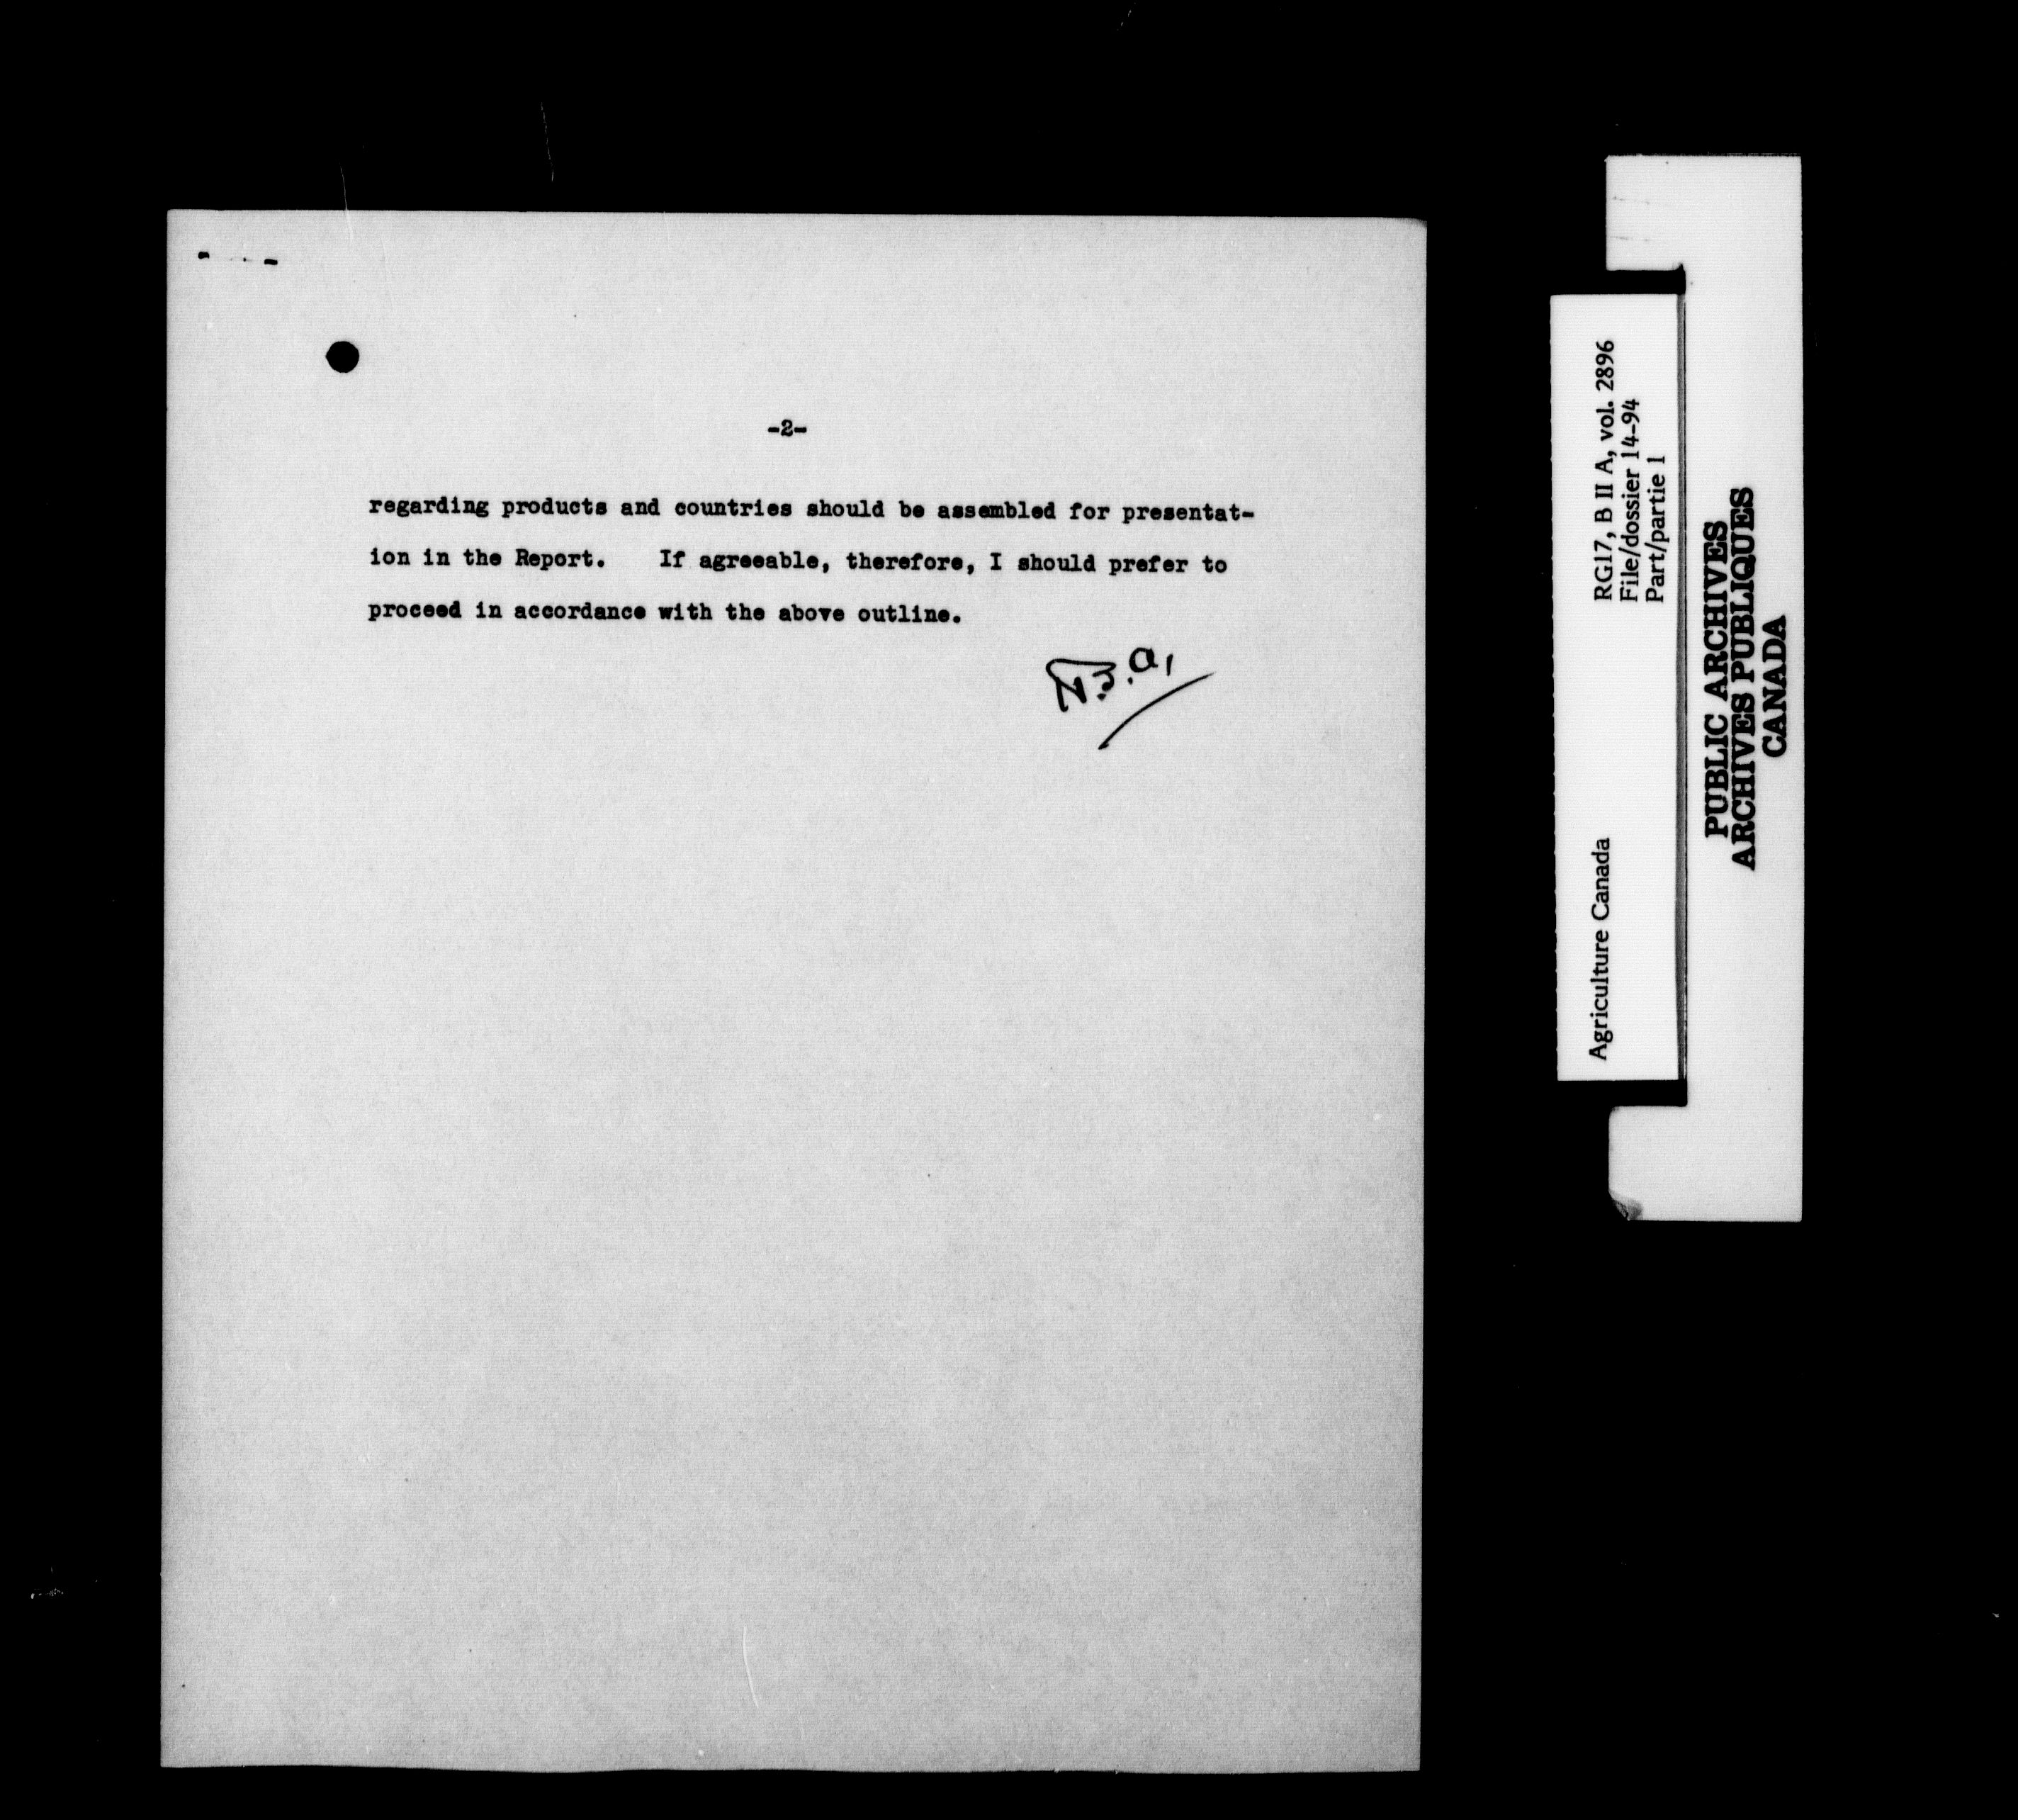 -2-
regarding products and countries should be assembled for presentat-
ion in the Report. If agreeable, therefore, I should prefer to
proceed in accordance with the above outline.
RG17, B II A, vol. 2896
File/dossier 14-94
Part/partie 1
Agriculture Canada
PUBLIC ARCHIVES
ARCHIVES PUBLIQUES
CANADA